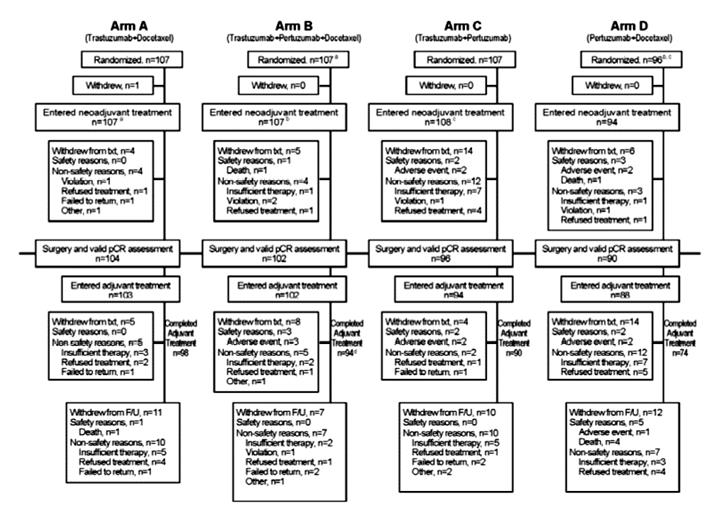 Arm A
(Trastuzumab+Docetaxel)
Randomized. n=107
Withdrew, n=1
Entered neoadjuvant treatment
n=107 a
Withdrew from txt, n=4
Safety reasons, n=0
Non-safety reasons, n=4
Violation, n=1
Refused treatment, n=1
Failed to return, n=1
Other, n=1
Surgery and valid pCR assessment
n=104
Entered adjuvant treatment
n=103
Withdrew from txt, n=5
Safety reasons, n=0
Non safety reasons, n=5
Insufficient therapy, n=3
Refused treatment, n=2
Failed to return, n=1
Completed
Adjuvant
Treatment
n=98
Withdrew from F/U, n=11
Safety reasons, n=1
Death, n=1
Non-safety reasons, n=10
Insufficient therapy, n=5
Refused treatment, n=4
Failed to return, n=1
Arm B
(Trastuzumab+Pertuzumab+Docetaxel)
Randomized. n=107 a
Withdrew, n=0
Entered neoadjuvant treatment
n=107 b
Withdrew from txt, n=5
Safety reasons, n=1
Death, n=1
Non-safety reasons, n=4
Insufficient therapy, n=1
Violation, n=2
Refused treatment, n=1
Surgery and valid pCR assessment
n=102
Entered adjuvant treatment
n=102
Withdrew from txt, n=8
Safety reasons, n=3
Adverse event, n=3
Non-safety reasons, n=5
Insufficient therapy, n=2
Refused treatment, n=1
Other, n=1
Completed
Adjuvant
Treatment
n=94 d
Withdrew from F/U, n=7
Safety reasons, n=0
Non-safety reasons, n=7
Insufficient therapy, n=2
Violation, n=1
Refused treatment, n=1
Failed to return, n=2
Other, n=1
Arm C
(Trastuzumab+Pertuzumab)
Randomized. n=107
Withdrew, n=0
Entered neoadjuvant treatment
n=108 c
Withdrew from txt, n=14
Safety reasons, n=2
Adverse event, n=2
Non-safety reasons, n=12
Insufficient therapy, n=7
Violation, n=1
Refused treatment, n=4
Surgery and valid pCR assessment
n=96
Entered adjuvant treatment
n=94
Withdrew from txt, n=4
Safety reasons, n=2
Adverse event, n=2
Non-safety reasons, n=2
Refused treatment, n=1
Failed to return, n=1
Completed
Adjuvant
Treatment
n=90
Withdrew from F/U, n=10
Safety reasons, n=0
Non-safety reasons, n=10
Insufficient therapy, n=5
Refused treatment, n=1
Failed to return, n=2
Other, n=2
Arm D
(Pertuzumab+Docetaxel)
Randomized. n=96 b, c
Withdrew, n=0
Entered neoadjuvant treatment
n=94
Withdrew from txt, n=6
Safety reasons, n=3
Adverse event, n=2
Death, n=1
Non-safety reasons, n=3
Insufficient therapy, n=1
Violation, n=1
Refused treatment, n=1
Surgery and valid pCR assessment
n=90
Entered adjuvant treatment
n=88
Withdrew from txt, n=14
Safety reasons, n=2
Adverse event, n=2
Non-safety reasons, n=12
Insufficient therapy, n=7
Refused treatment, n=5
Completed
Adjuvant
Treatment
n=74
Withdrew from F/U, n=12
Safety reasons, n=5
Adverse event, n=1
Death, n=4
Non-safety reasons, n=7
Insufficient therapy, n=3
Refused treatment, n=4